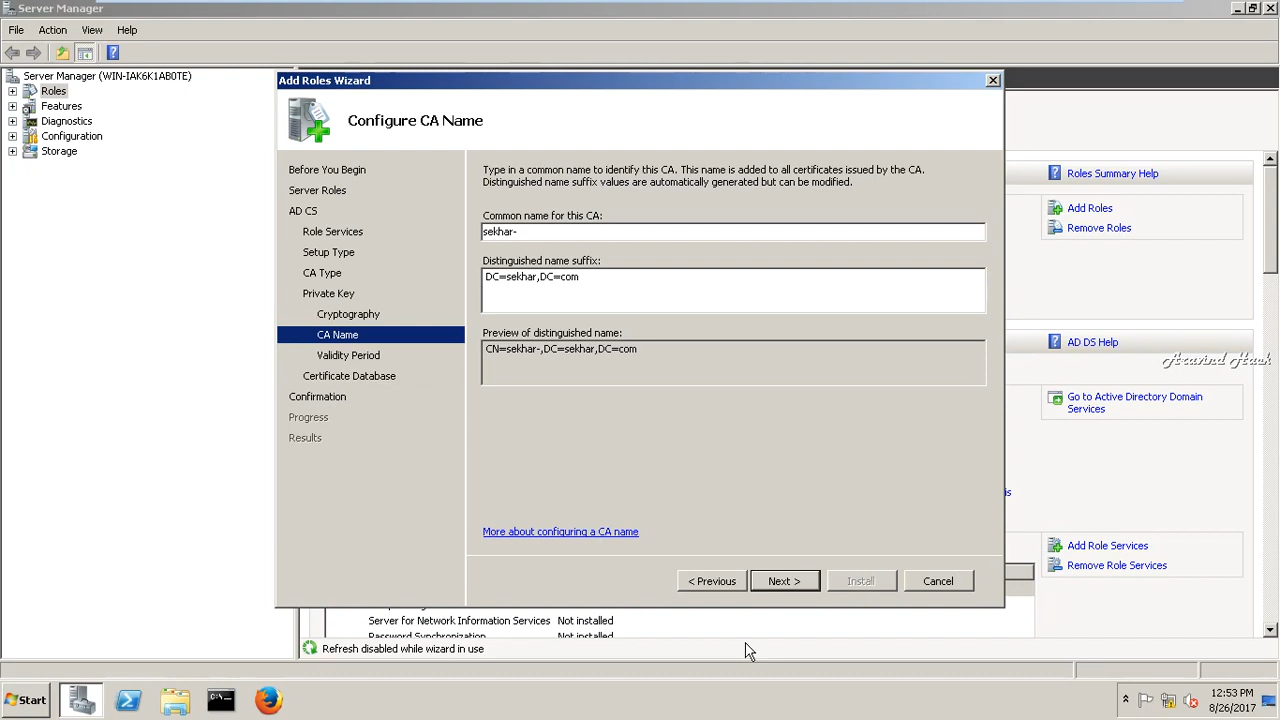 Server Manager
File Action View Help
Server Manager (WIN-IAK6K1AB0TE)
Roles
Features
Diagnostics
Configuration
Storage
Add Roles Wizard
Configure CA Name
Before You Begin
Server Roles
AD CS
Role Services
Setup Type
CA Type
Private Key
Cryptography
CA Name
Validity Period
Certificate Database
Confirmation
Progress
Results
Type in a common name to identify this CA. This name is added to all certificates issued by the CA.
Distinguished name suffix values are automatically generated but can be modified.
Common name for this CA:
sekhar-
Distinguished name suffix:
DC=sekhar,DC=com
Preview of distinguished name:
CN=sekhar-,DC=sekhar,DC=com
More about configuring a CA name
< Previous Next > Install Cancel
Roles Summary Help
Add Roles
Remove Roles
AD DS Help
Aravind Hack
Go to Active Directory Domain
Services
is
Add Role Services
Remove Role Services
Server for Network Information Services Not installed
Password Synchronization Not installed
Refresh disabled while wizard in use
Start
12:53 PM
8/26/2017